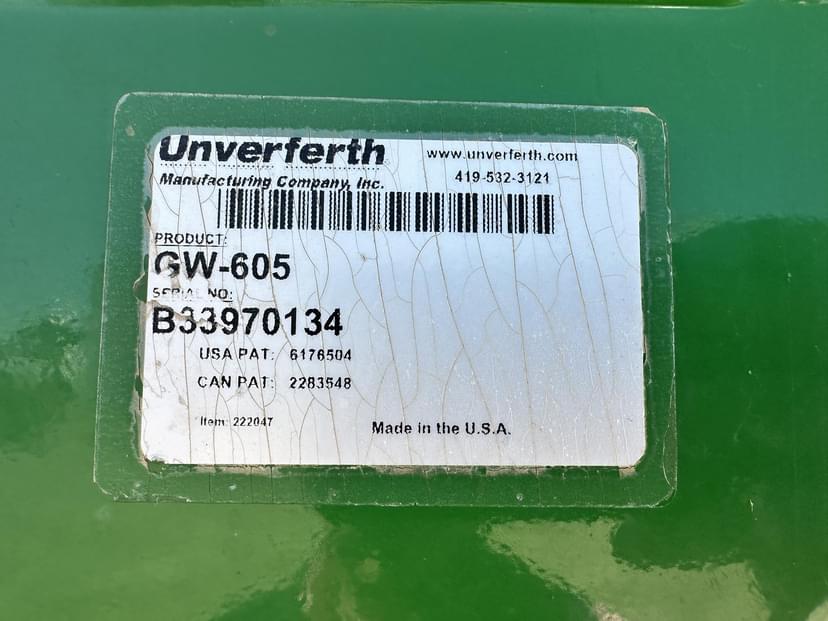 Unverferth
www.unverferth.com
Manufacturing Company, Inc.
419-532-3121
PRODUCT:
GW-605
SERIAL NO:
B33970134
USA PAT: 6176504
CAN PAT: 2283548
Item: 222047
Made in the U.S.A.